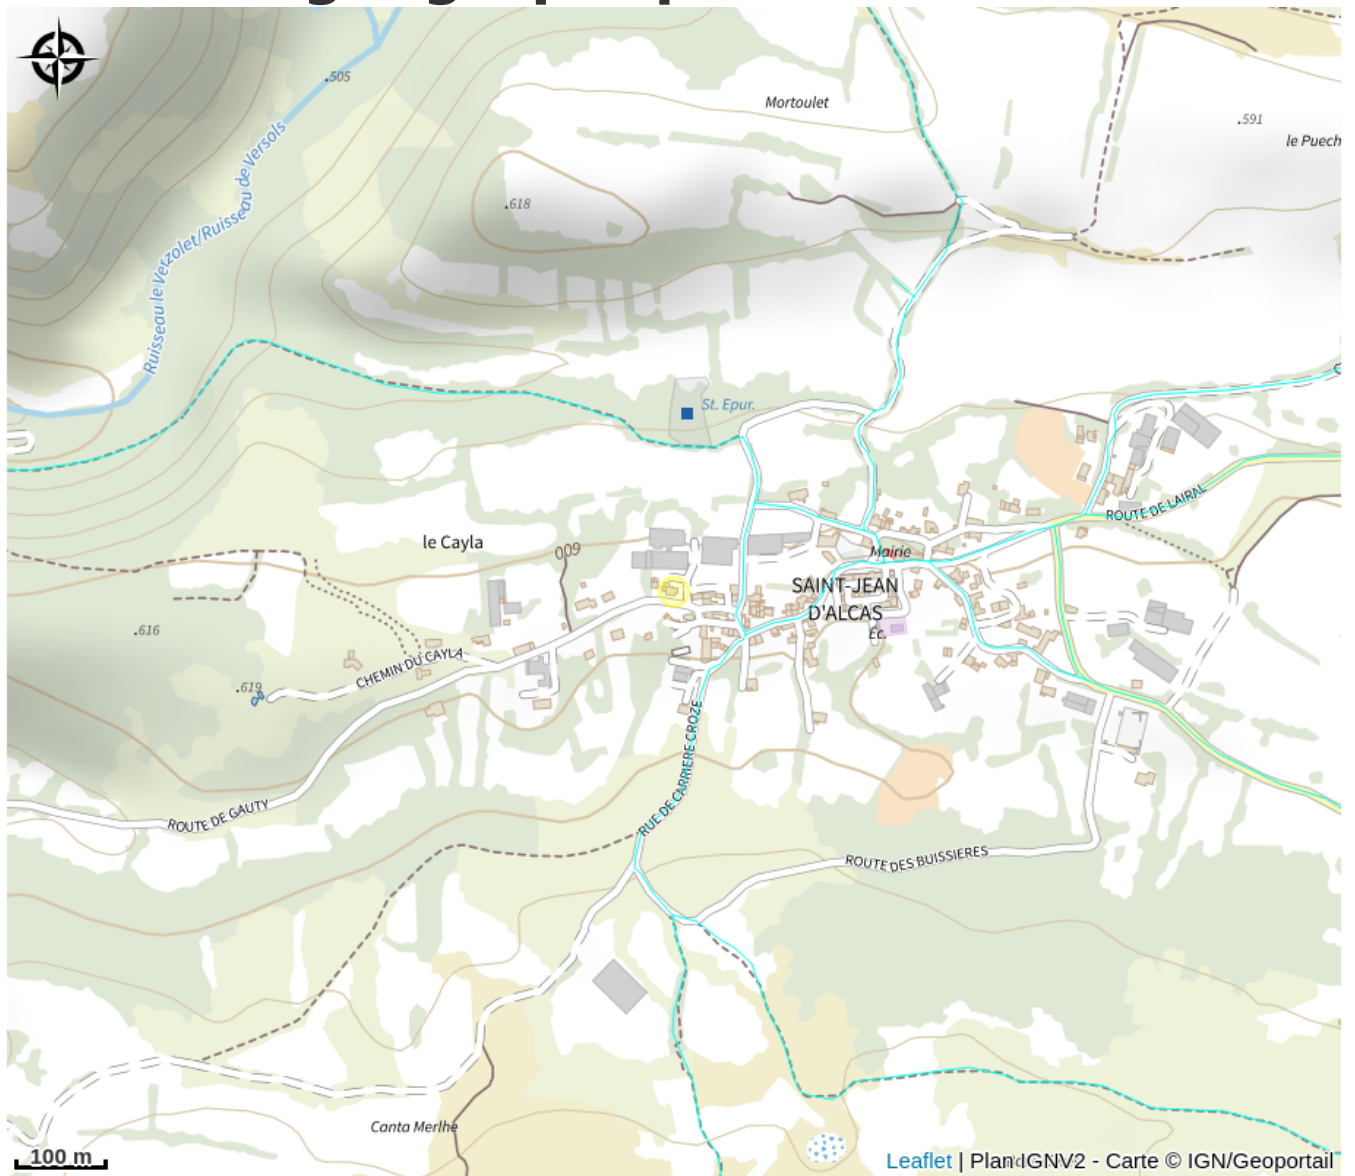 .505
Mortoulet
.591
le Puech
Ruisseau le Verzolet/Ruisseau de Versols
.618
St. Epur.
ROUTE DE LAIRAL
le Cayla
600
Mairie
SAINT-JEAN
D'ALCAS
Éc.
.616
CHEMIN DU CAYLA
.619
RUE DE CARRIERE CROZE
ROUTE DE GAUTY
ROUTE DES BUISSIERES
Canta Merlhe
100 m
Leaflet | Plan IGNV2 - Carte © IGN/Geoportail